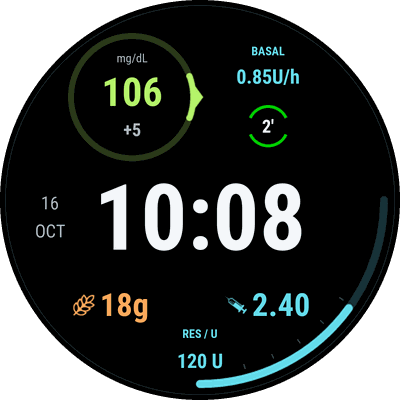 mg/dL
106
+5
BASAL
0.85U/h
2'
16
OCT
10:08
18g
2.40
RES / U
120 U